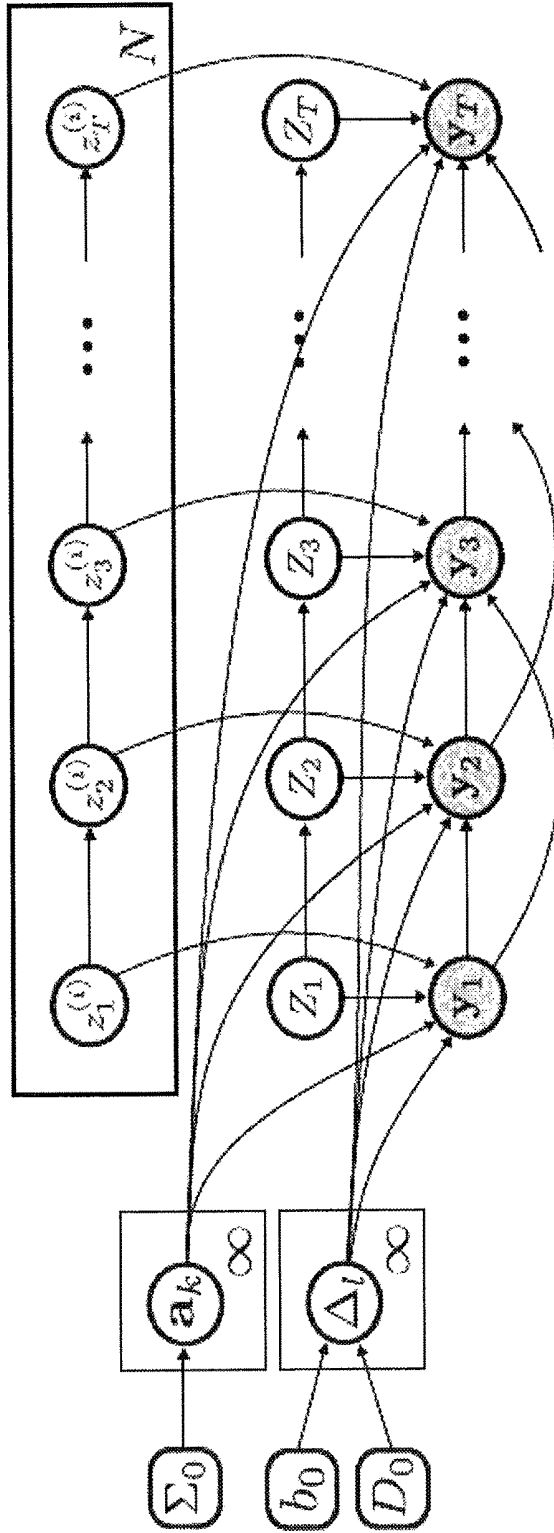 z_1^{(i)} z_2^{(i)} z_3^{(i)} ••• z_T^{(i)}
N
Σ_0 a_k
∞
Z_1 Z_2 Z_3 ••• Z_T
b_0 Δ_l
D_0 ∞
y_1 y_2 y_3 ••• y_T